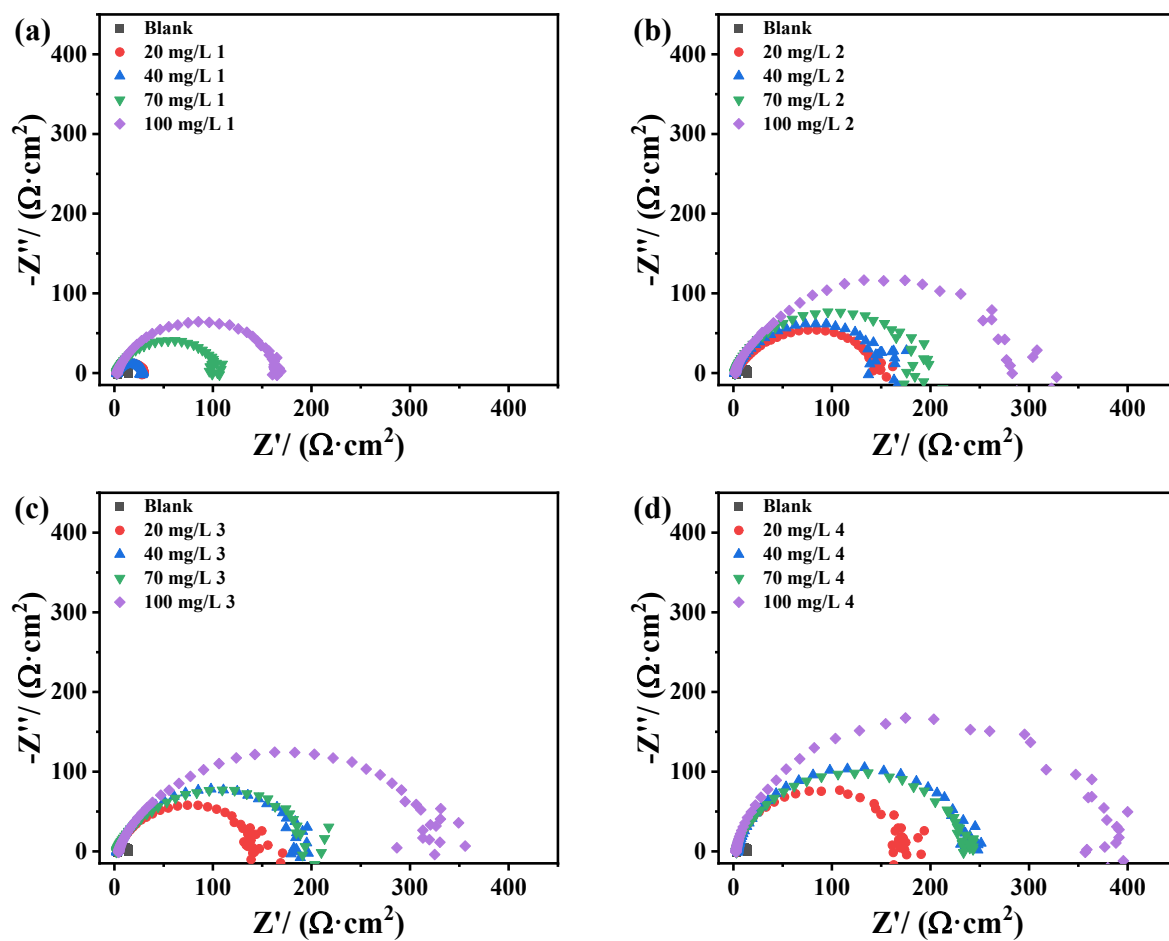 (a)
Blank
20 mg/L 1
40 mg/L 1
70 mg/L 1
100 mg/L 1
400
300
200
100
0
-Z''/ (Ω·cm²)
0
100
200
300
400
Z'/ (Ω·cm²)
(b)
Blank
20 mg/L 2
40 mg/L 2
70 mg/L 2
100 mg/L 2
400
300
200
100
0
-Z''/ (Ω·cm²)
0
100
200
300
400
Z'/ (Ω·cm²)
(c)
Blank
20 mg/L 3
40 mg/L 3
70 mg/L 3
100 mg/L 3
400
300
200
100
0
-Z''/ (Ω·cm²)
0
100
200
300
400
Z'/ (Ω·cm²)
(d)
Blank
20 mg/L 4
40 mg/L 4
70 mg/L 4
100 mg/L 4
400
300
200
100
0
-Z''/ (Ω·cm²)
0
100
200
300
400
Z'/ (Ω·cm²)